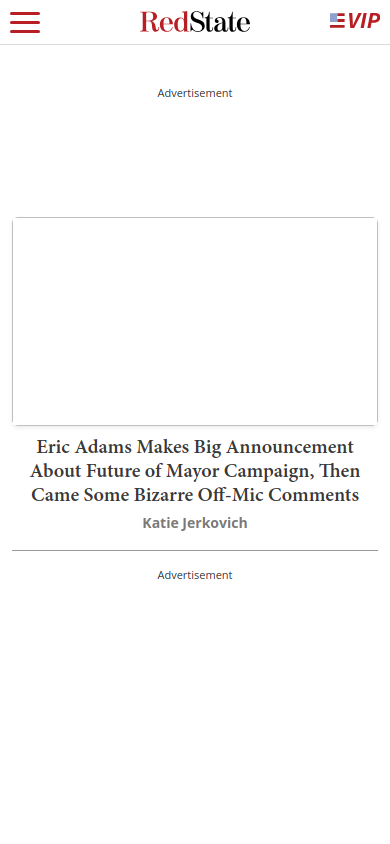 RedState
VIP
Advertisement
Eric Adams Makes Big Announcement
About Future of Mayor Campaign, Then
Came Some Bizarre Off-Mic Comments
Katie Jerkovich
Advertisement